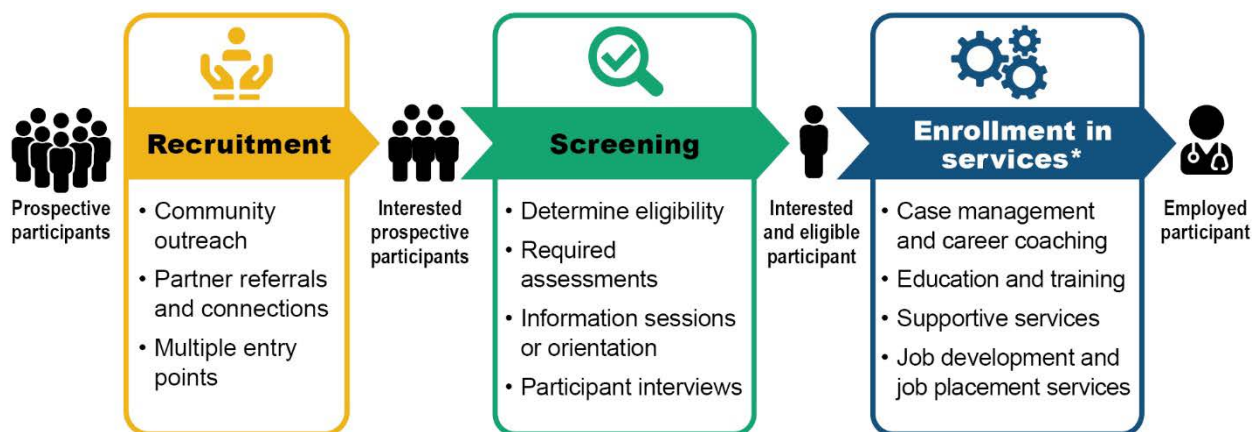 Prospective
participants
Recruitment
• Community
outreach
• Partner referrals
and connections
• Multiple entry
points
Interested
prospective
participants
Screening
• Determine eligibility
• Required
assessments
• Information sessions
or orientation
• Participant interviews
Interested
and eligible
participant
Enrollment in
services*
• Case management
and career coaching
• Education and training
• Supportive services
• Job development and
job placement services
Employed
participant